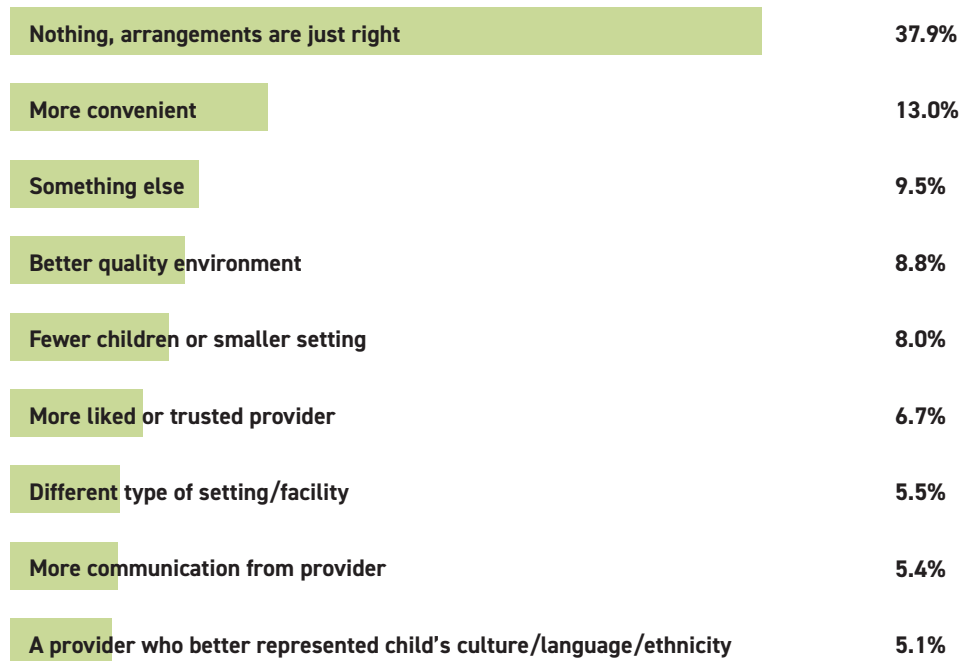 Nothing, arrangements are just right 37.9%
More convenient 13.0%
Something else 9.5%
Better quality environment 8.8%
Fewer children or smaller setting 8.0%
More liked or trusted provider 6.7%
Different type of setting/facility 5.5%
More communication from provider 5.4%
A provider who better represented child’s culture/language/ethnicity 5.1%